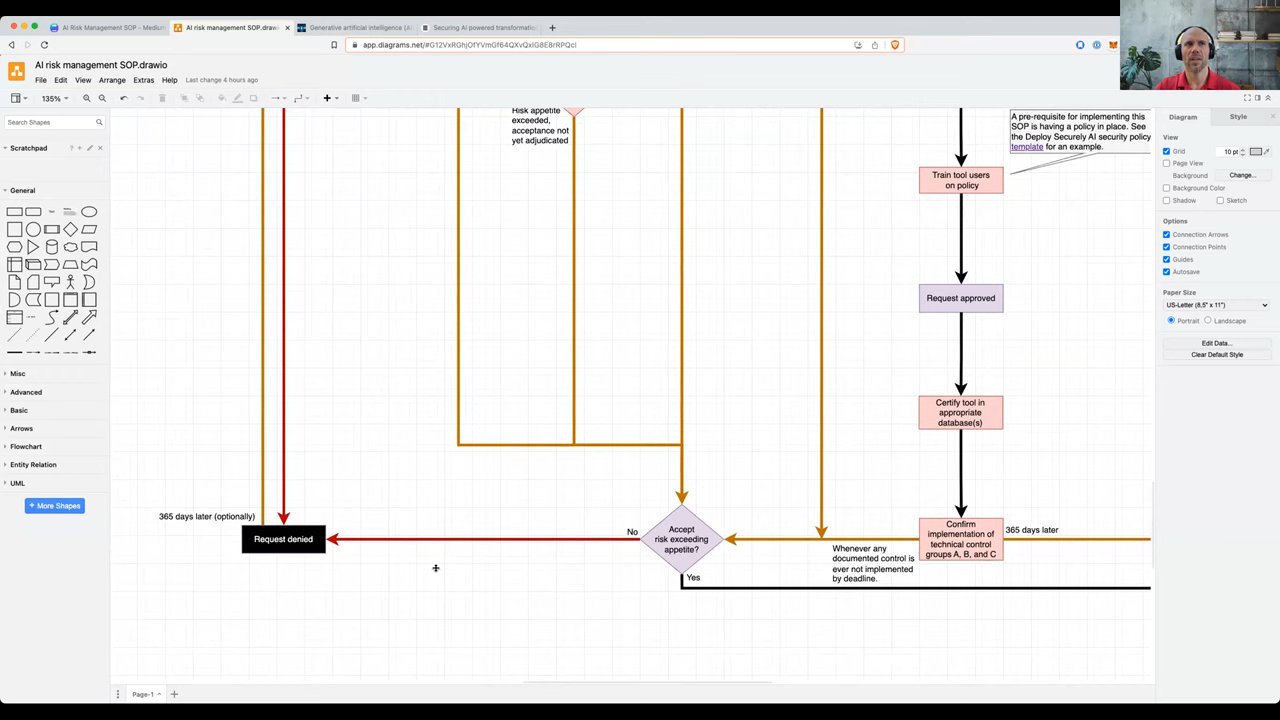 AI Risk Management SOP - Medium
AI risk management SOP.drawio
Generative artificial intelligence (AI
Securing AI powered transformation
app.diagrams.net/#G12VxRGhjOfYVmGf64QXvQxIG8E8rRPQcI
AI risk management SOP.drawio
File Edit View Arrange Extras Help Last change 4 hours ago
135%
Search Shapes
Scratchpad
General
Text
Misc
Advanced
Basic
Arrows
Flowchart
Entity Relation
UML
+ More Shapes
Risk appetite
exceeded,
acceptance not
yet adjudicated
A pre-requisite for implementing this
SOP is having a policy in place. See
the Deploy Securely AI security policy
template for an example.
Train tool users
on policy
Request approved
Certify tool in
appropriate
database(s)
365 days later (optionally)
Request denied
No
Accept
risk exceeding
appetite?
Yes
Whenever any
documented control is
ever not implemented
by deadline.
Confirm
implementation of
technical control
groups A, B, and C
365 days later
Page-1
Diagram
Style
View
Grid
10 pt
Page View
Background
Change...
Background Color
Shadow
Sketch
Options
Connection Arrows
Connection Points
Guides
Autosave
Paper Size
US-Letter (8,5" x 11")
Portrait
Landscape
Edit Data...
Clear Default Style